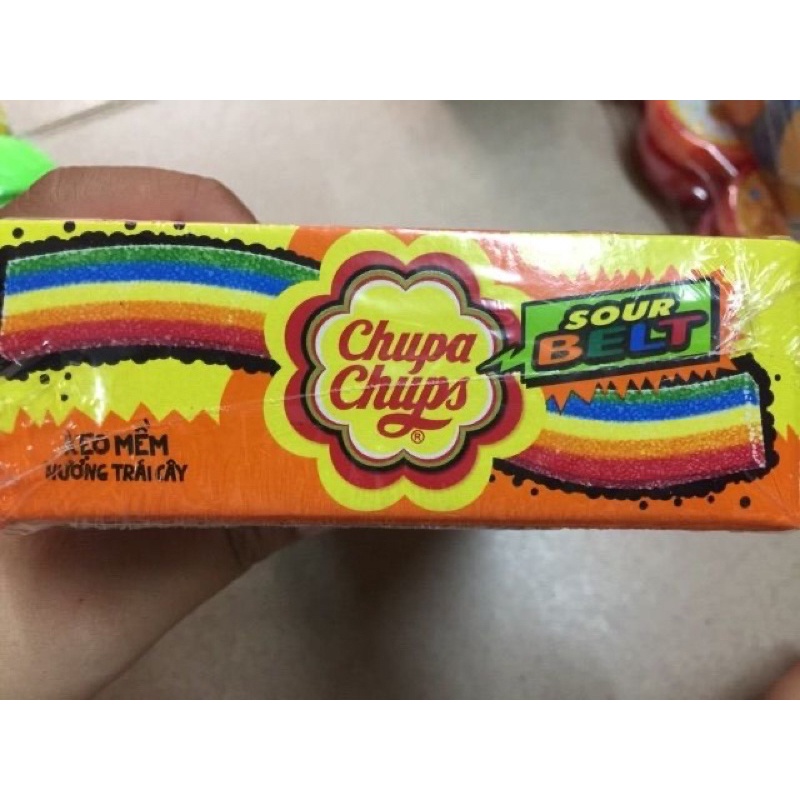 Chupa
Chups
®
SOUR
BELT
KẸO MỀM
HƯƠNG TRÁI CÂY